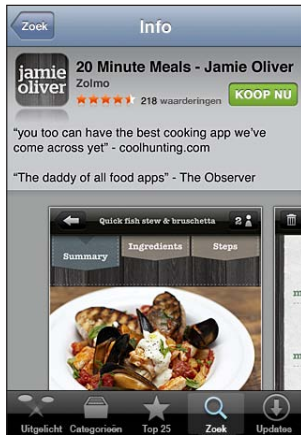 Zoek
Info
jamie
oliver
20 Minute Meals - Jamie Oliver
Zolmo
218 waarderingen
KOOP NU
“you too can have the best cooking app we’ve
come across yet” - coolhunting.com
“The daddy of all food apps” - The Observer
Quick fish stew & bruschetta
2
Summary
Ingredients
Steps
Uitgelicht
Categorieën
Top 25
Zoek
Updates